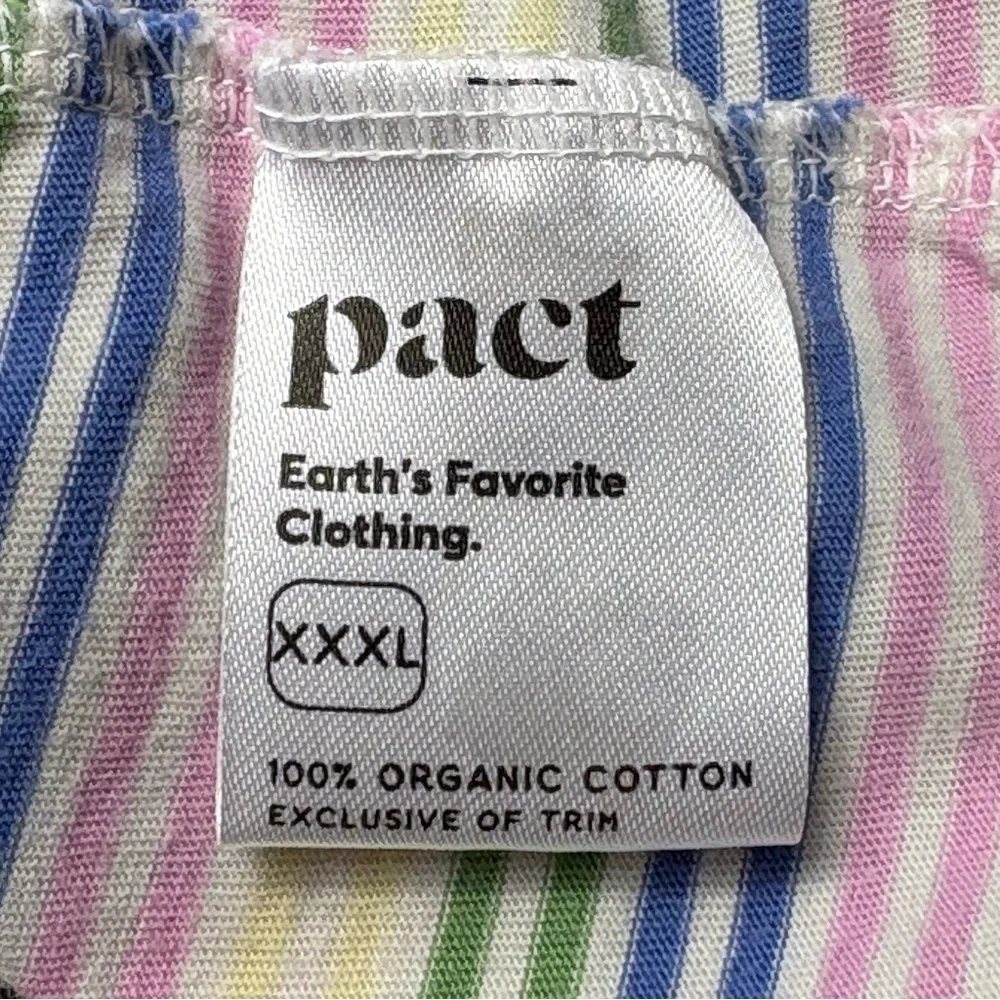 pact
Earth's Favorite
Clothing.
XXXL
100% ORGANIC COTTON
EXCLUSIVE OF TRIM